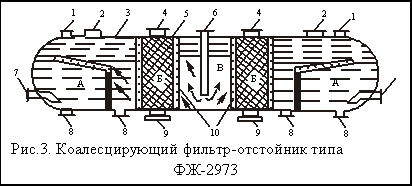 1 2 3 4 5 6 4 2 1
А Б В Б А
7 7
8 8 9 10 9 8 8
Рис.3. Коалесцирующий фильтр-отстойник типа
ФЖ-2973